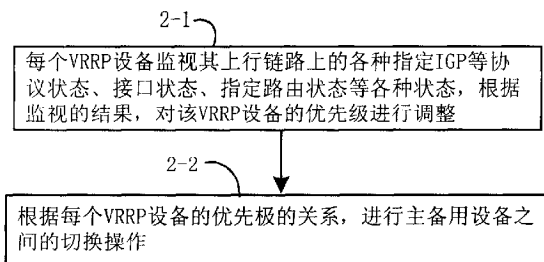 2-1
每个VRRP设备监视其上行链路上的各种指定IGP等协
议状态、接口状态、指定路由状态等各种状态，根据
监视的结果，对该VRRP设备的优先级进行调整
2-2
根据每个VRRP设备的优先极的关系，进行主备用设备之
间的切换操作